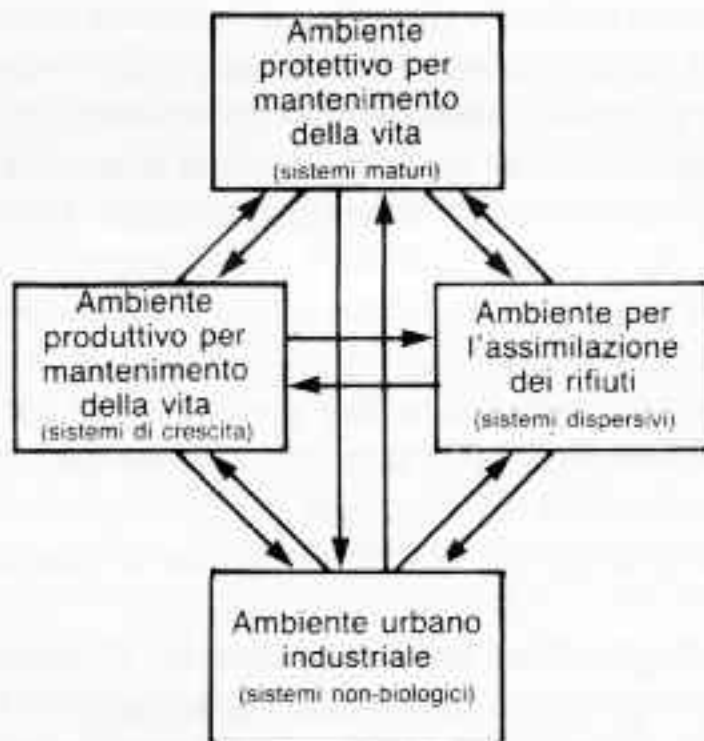 Ambiente
protettivo per
mantenimento
della vita
(sistemi maturi)
Ambiente
produttivo per
mantenimento
della vita
(sistemi di crescita)
Ambiente per
l'assimilazione
dei rifiuti
(sistemi dispersivi)
Ambiente urbano
industriale
(sistemi non-biologici)